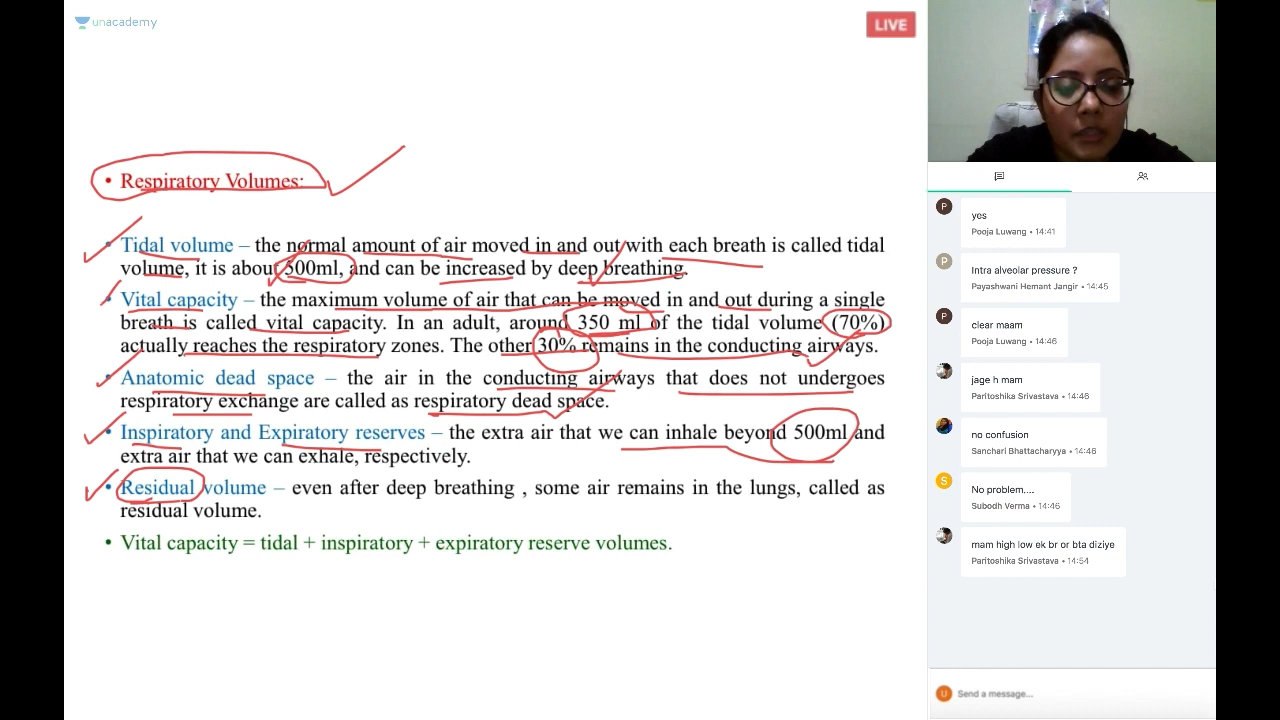 unacademy
LIVE
• Respiratory Volumes:
• Tidal volume – the normal amount of air moved in and out with each breath is called tidal
volume, it is about 500ml, and can be increased by deep breathing.
• Vital capacity – the maximum volume of air that can be moved in and out during a single
breath is called vital capacity. In an adult, around 350 ml of the tidal volume (70%)
actually reaches the respiratory zones. The other 30% remains in the conducting airways.
• Anatomic dead space – the air in the conducting airways that does not undergoes
respiratory exchange are called as respiratory dead space.
• Inspiratory and Expiratory reserves – the extra air that we can inhale beyond 500ml and
extra air that we can exhale, respectively.
• Residual volume – even after deep breathing , some air remains in the lungs, called as
residual volume.
• Vital capacity = tidal + inspiratory + expiratory reserve volumes.
P
yes
Pooja Luwang • 14:41
P
Intra alveolar pressure ?
Payashwani Hemant Jangir • 14:45
P
clear maam
Pooja Luwang • 14:46
jage h mam
Paritoshika Srivastava • 14:46
no confusion
Sanchari Bhattacharyya • 14:46
S
No problem....
Subodh Verma • 14:46
mam high low ek br or bta diziye
Paritoshika Srivastava • 14:54
U
Send a message...